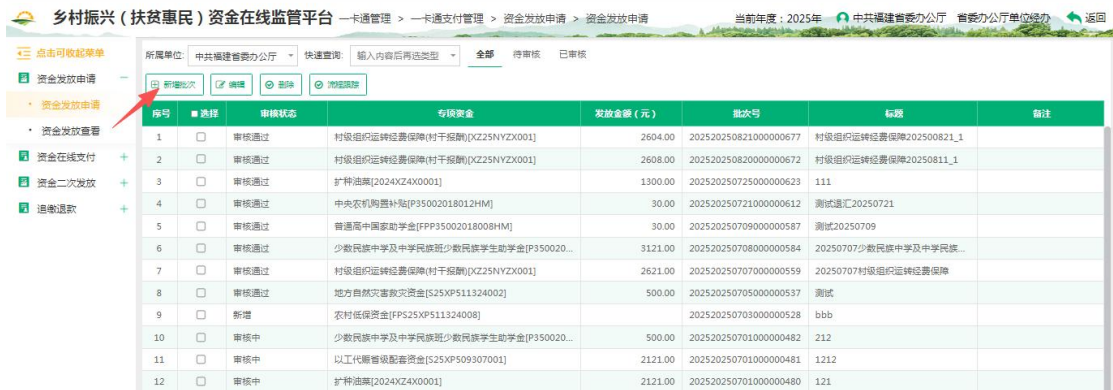 乡村振兴（扶贫惠民）资金在线监管平台 一卡通管理 > 一卡通支付管理 > 资金发放申请 > 资金发放申请 当前年度：2025年 中共福建省委办公厅 省委办公厅单位经办 返回
点击可收起菜单
资金发放申请
资金发放申请
资金发放查看
资金在线支付
资金二次发放
追缴退款
所属单位: 中共福建省委办公厅 快速查询: 输入内容后再选类型 全部 待审核 已审核
新增批次 编辑 删除 流程跟踪
序号 选择 审核状态 专项资金 发放金额（元） 批次号 标题 备注
1 审核通过 村级组织运转经费保障(村干报酬)[XZ25NYZX001] 2604.00 202520250821000000677 村级组织运转经费保障202500821_1
2 审核通过 村级组织运转经费保障(村干报酬)[XZ25NYZX001] 2608.00 202520250820000000672 村级组织运转经费保障20250811_1
3 审核通过 扩种油菜[2024XZ4X0001] 1300.00 202520250725000000623 111
4 审核通过 中央农机购置补贴[P35002018012HM] 30.00 202520250721000000612 测试退汇20250721
5 审核通过 普通高中国家助学金[FPP35002018008HM] 30.00 202520250709000000587 测试20250709
6 审核通过 少数民族中学及中学民族班少数民族学生助学金[P350020... 3121.00 202520250708000000584 20250707少数民族中学及中学民族...
7 审核通过 村级组织运转经费保障(村干报酬)[XZ25NYZX001] 2621.00 202520250707000000559 20250707村级组织运转经费保障
8 审核通过 地方自然灾害救灾资金[S25XP511324002] 500.00 202520250705000000537 测试
9 新增 农村低保资金[FPS25XP511324008] 202520250703000000528 bbb
10 审核中 少数民族中学及中学民族班少数民族学生助学金[P350020... 500.00 202520250701000000482 212
11 审核中 以工代赈省级配套资金[S25XP509307001] 2121.00 202520250701000000481 1212
12 审核中 扩种油菜[2024XZ4X0001] 2121.00 202520250701000000480 121